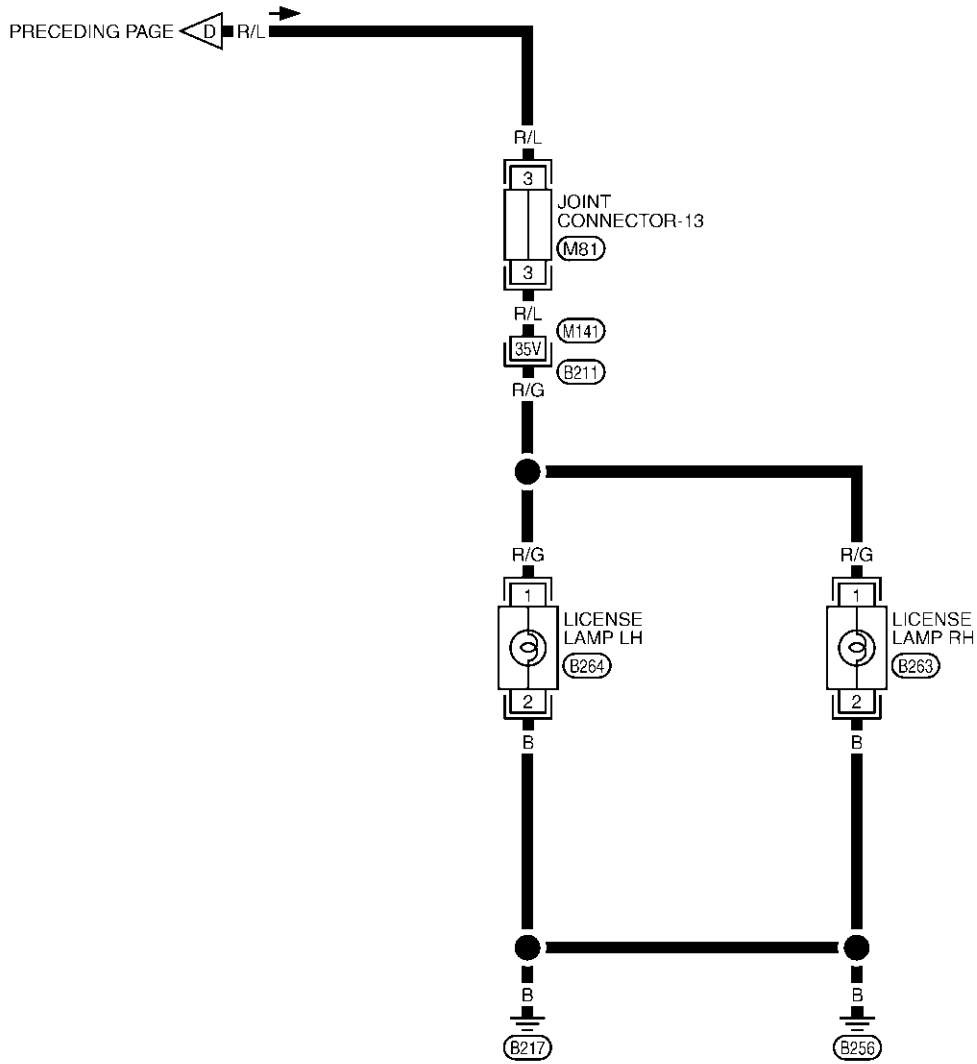 PRECEDING PAGE D R/L
R/L
3
JOINT
CONNECTOR-13
M81
3
R/L
M141
35V
B211
R/G
R/G
R/G
1
LICENSE
LAMP LH
B264
2
1
LICENSE
LAMP RH
B263
2
B
B
B
B
B217
B256